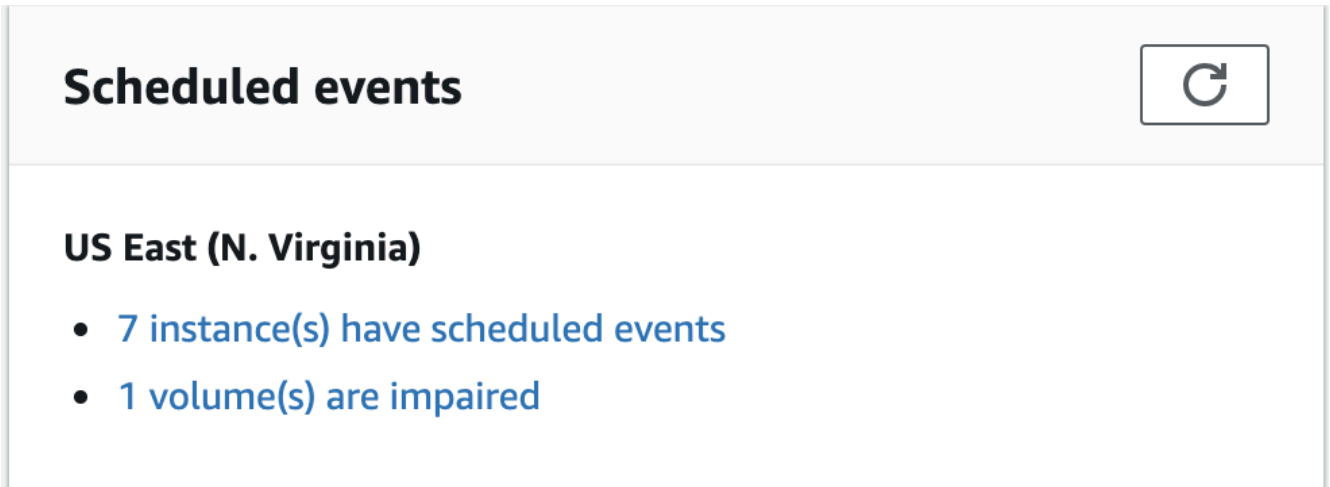 Scheduled events
US East (N. Virginia)
7 instance(s) have scheduled events
1 volume(s) are impaired